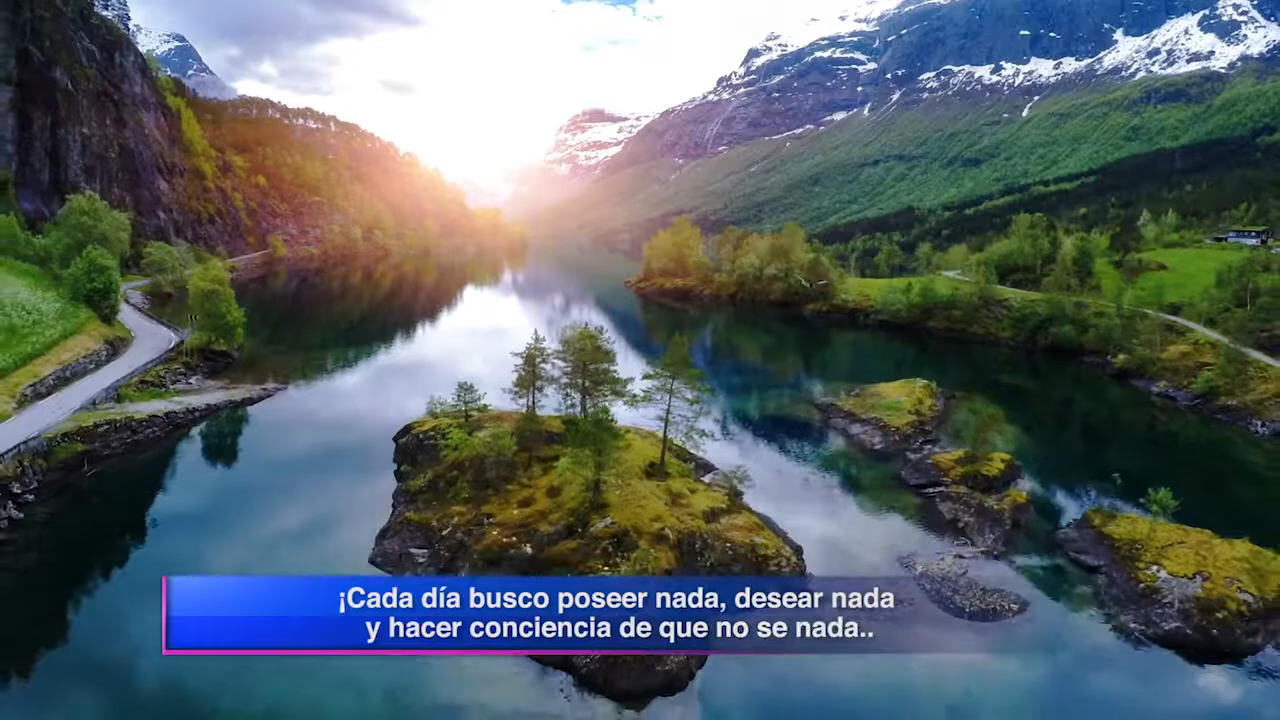 ¡Cada día busco poseer nada, desear nada
y hacer conciencia de que no se nada..